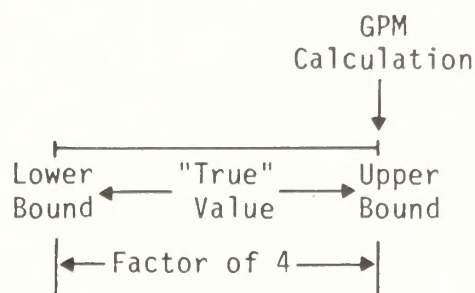 GPM
Calculation
Lower "True" Upper
Bound Value Bound
Factor of 4